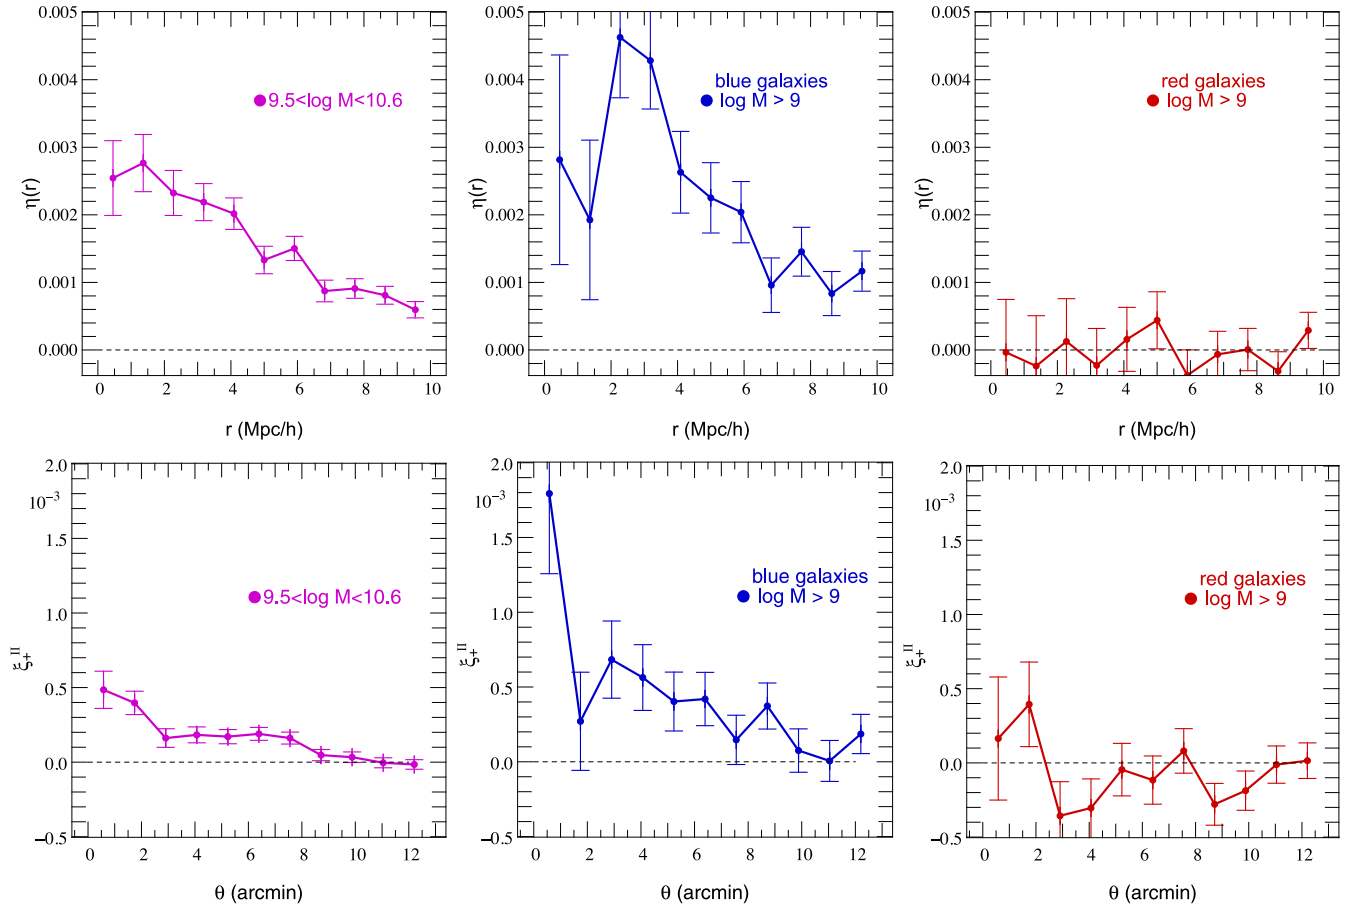 0.005
0.004
0.003
0.002
0.001
0.000
η(r)
9.5<log M<10.6
0 2 4 6 8 10
r (Mpc/h)
0.005
0.004
0.003
0.002
0.001
0.000
η(r)
blue galaxies
log M > 9
0 2 4 6 8 10
r (Mpc/h)
0.005
0.004
0.003
0.002
0.001
0.000
η(r)
red galaxies
log M > 9
0 2 4 6 8 10
r (Mpc/h)
2.0
10⁻³
1.5
1.0
0.5
0.0
−0.5
ξ₊ᴵᴵ
9.5<log M<10.6
0 2 4 6 8 10 12
θ (arcmin)
2.0
10⁻³
1.5
1.0
0.5
0.0
−0.5
ξ₊ᴵᴵ
blue galaxies
log M > 9
0 2 4 6 8 10 12
θ (arcmin)
2.0
10⁻³
1.5
1.0
0.5
0.0
−0.5
ξ₊ᴵᴵ
red galaxies
log M > 9
0 2 4 6 8 10 12
θ (arcmin)